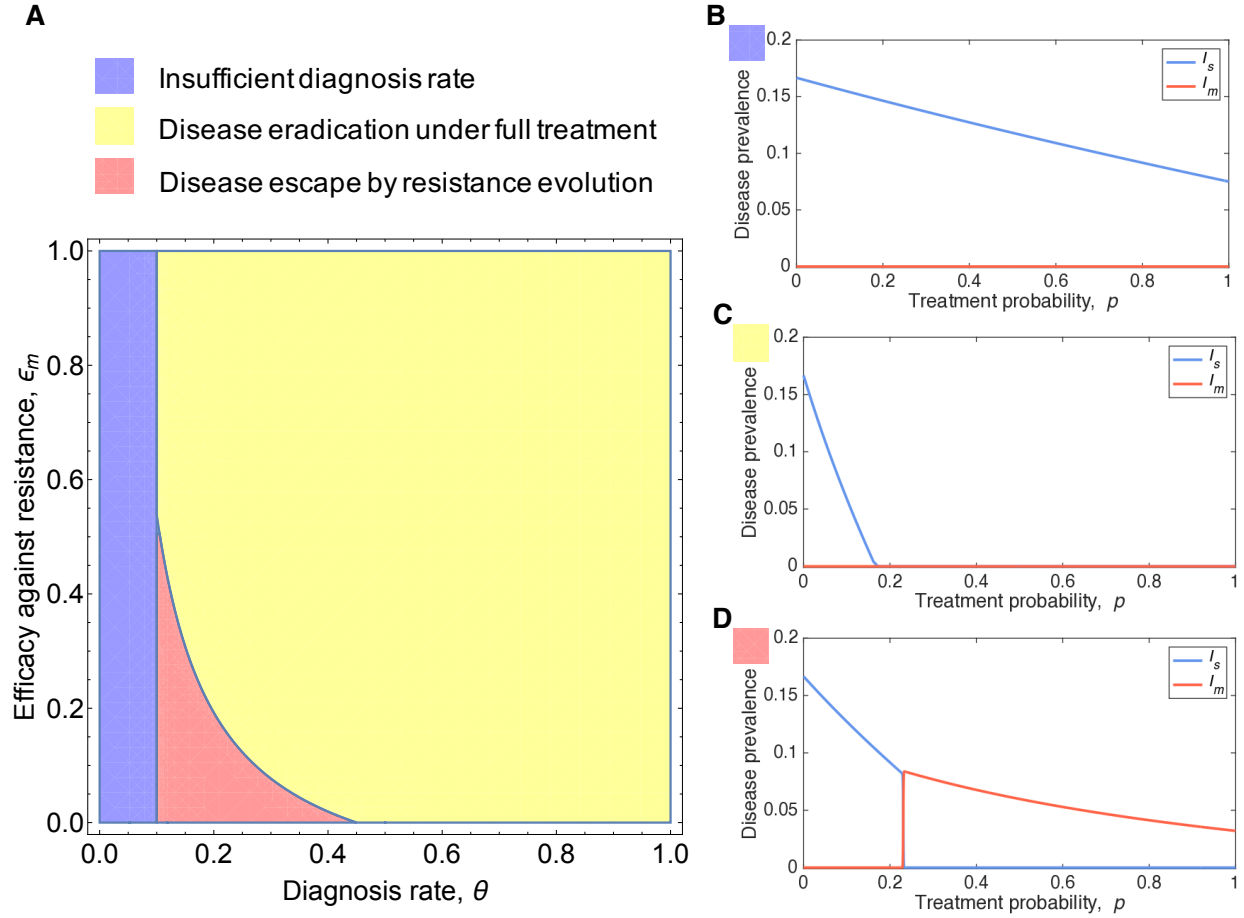 A
Insufficient diagnosis rate
Disease eradication under full treatment
Disease escape by resistance evolution
1.0
0.8
0.6
0.4
0.2
0.0
Efficacy against resistance, ϵm
0.0 0.2 0.4 0.6 0.8 1.0
Diagnosis rate, θ
B
0.2
0.15
0.1
0.05
0
Disease prevalence
Is
Im
0 0.2 0.4 0.6 0.8 1
Treatment probability, p
C
0.2
0.15
0.1
0.05
0
Disease prevalence
Is
Im
0 0.2 0.4 0.6 0.8 1
Treatment probability, p
D
0.2
0.15
0.1
0.05
0
Disease prevalence
Is
Im
0 0.2 0.4 0.6 0.8 1
Treatment probability, p